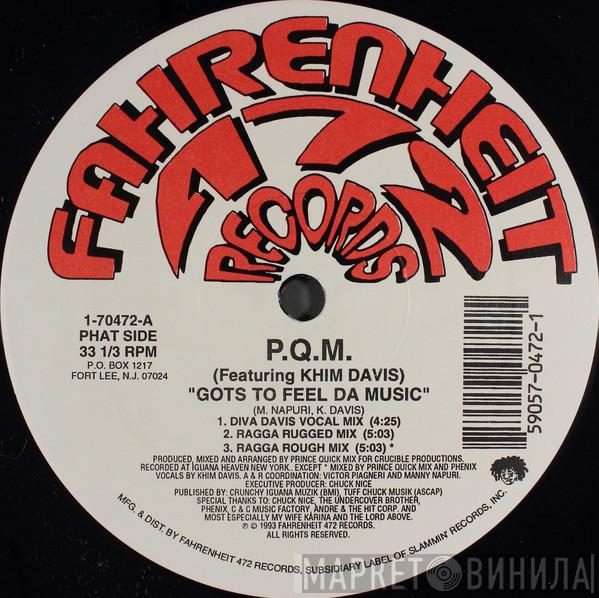 FAHRENHEIT
472
RECORDS
1-70472-A
PHAT SIDE
33 1/3 RPM
P.O. BOX 1217
FORT LEE, N.J. 07024
59057-0472-1
P.Q.M.
(Featuring KHIM DAVIS)
"GOTS TO FEEL DA MUSIC"
(M. NAPURI, K. DAVIS)
1. DIVA DAVIS VOCAL MIX (4:25)
2. RAGGA RUGGED MIX (5:03)
3. RAGGA ROUGH MIX (5:03) *
PRODUCED, MIXED AND ARRANGED BY PRINCE QUICK MIX FOR CRUCIBLE PRODUCTIONS.
RECORDED AT IGUANA HEAVEN NEW YORK. EXCEPT * MIXED BY PRINCE QUICK MIX AND PHENIX
VOCALS BY KHIM DAVIS. A & R COORDINATION: VICTOR PIAGNERI AND MANNY NAPURI.
EXECUTIVE PRODUCER: CHUCK NICE
PUBLISHED BY: CRUNCHY IGUANA MUZIK (BMI), TUFF CHUCK MUSIK (ASCAP)
SPECIAL THANKS TO: CHUCK NICE, THE UNDERCOVER BROTHER,
PHENIX, C & C MUSIC FACTORY, ANDRE & THE HIT CORP. AND
MOST ESPECIALLY MY WIFE KARINA AND THE LORD ABOVE.
℗ © 1993 FAHRENHEIT 472 RECORDS.
ALL RIGHTS RESERVED.
MFG. & DIST. BY FAHRENHEIT 472 RECORDS, SUBSIDIARY LABEL OF SLAMMIN' RECORDS, INC.
МАРКЕТ ВИНИЛА